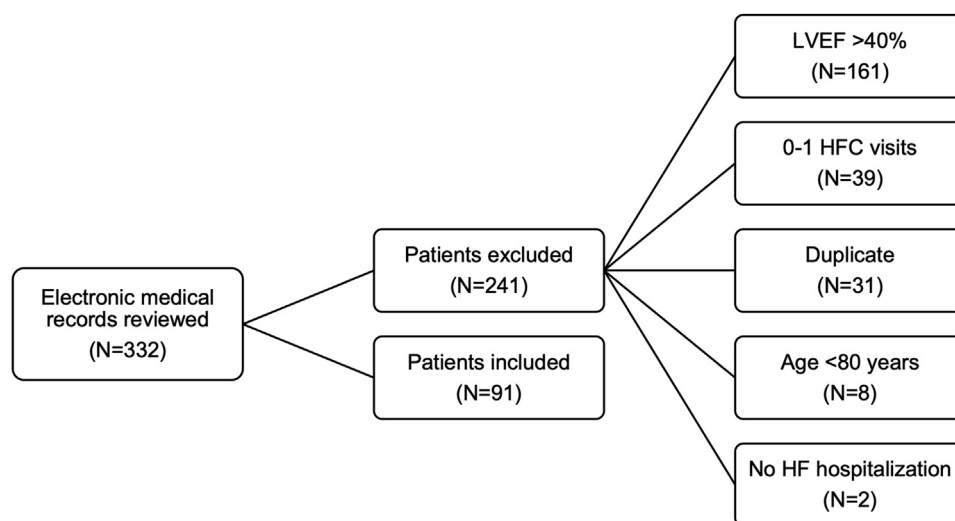 Electronic medical
records reviewed
(N=332)
Patients excluded
(N=241)
Patients included
(N=91)
LVEF >40%
(N=161)
0-1 HFC visits
(N=39)
Duplicate
(N=31)
Age <80 years
(N=8)
No HF hospitalization
(N=2)